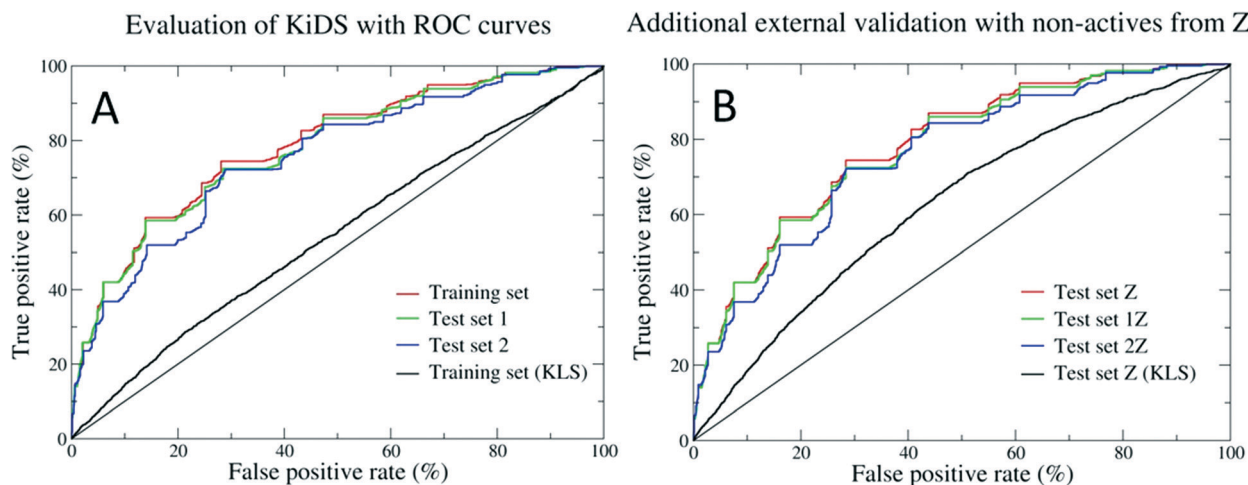 Evaluation of KiDS with ROC curves
A
True positive rate (%)
100
80
60
40
20
0
Training set
Test set 1
Test set 2
Training set (KLS)
0 20 40 60 80 100
False positive rate (%)
Additional external validation with non-actives from Z
B
True positive rate (%)
100
80
60
40
20
0
Test set Z
Test set 1Z
Test set 2Z
Test set Z (KLS)
0 20 40 60 80 100
False positive rate (%)